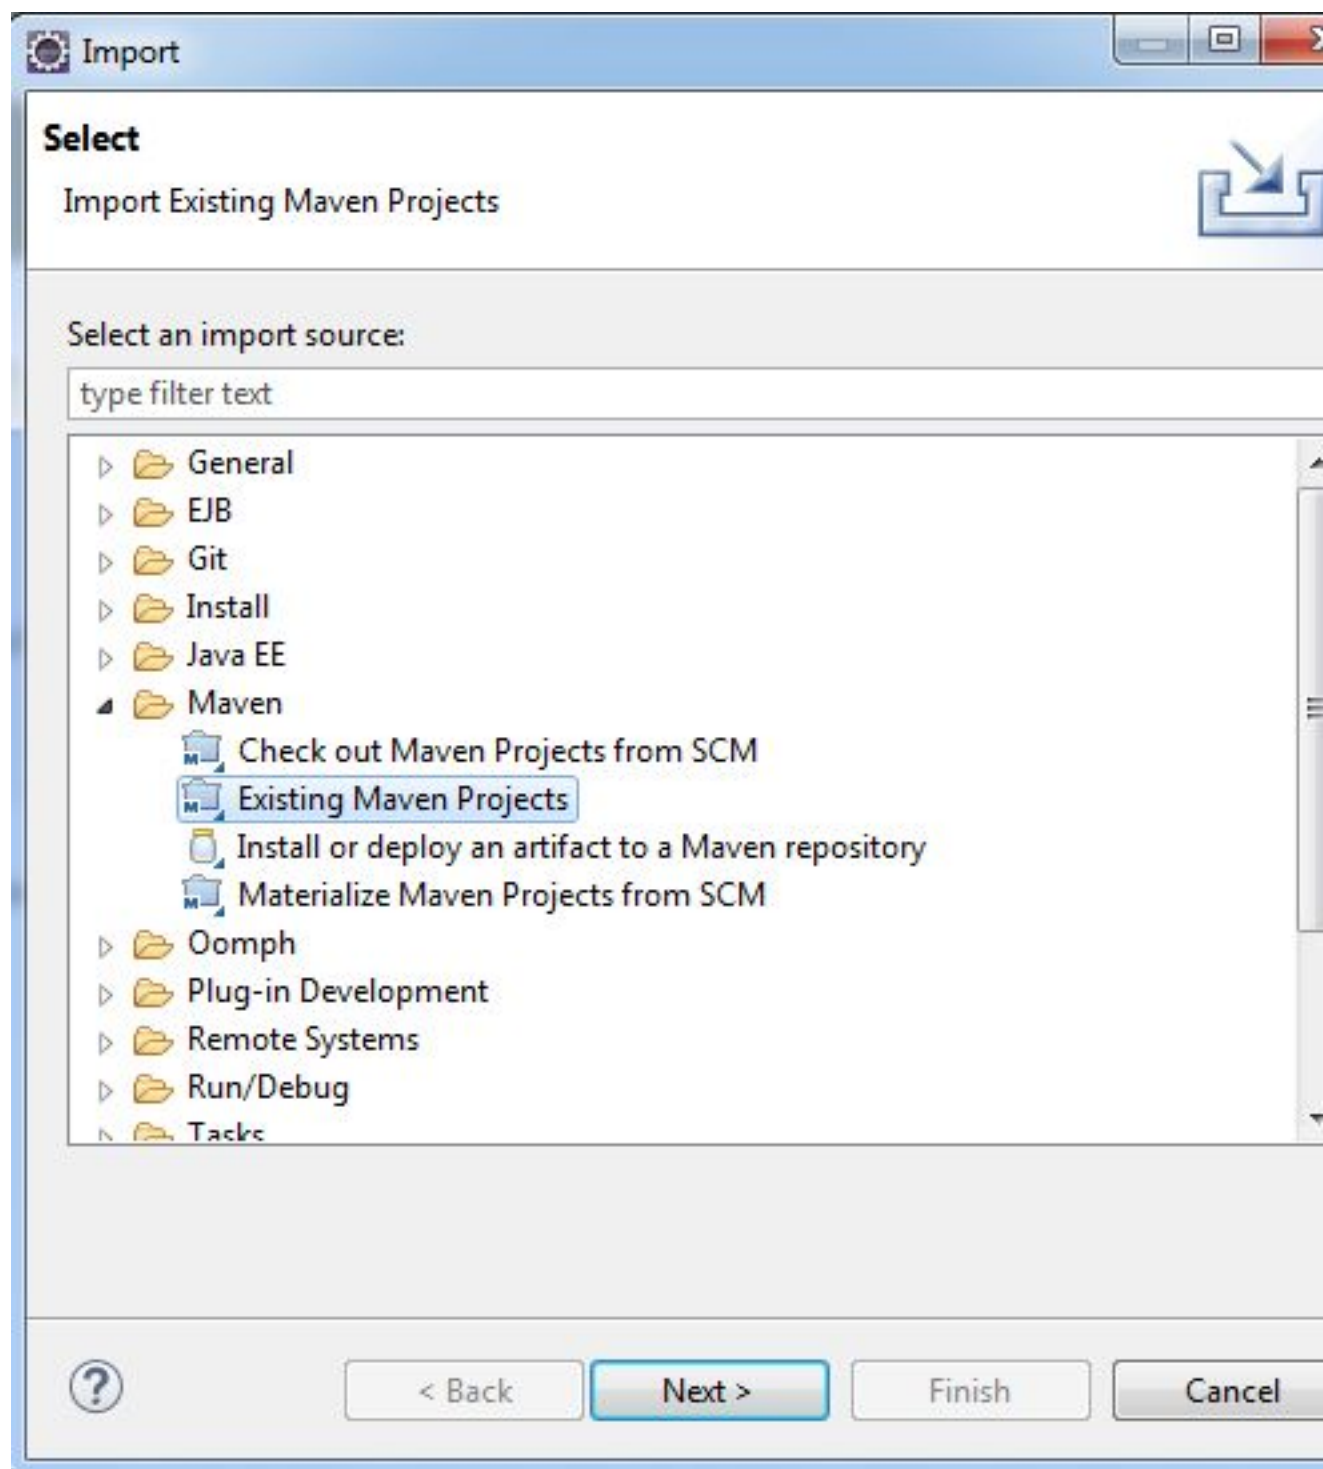 Import
Select
Import Existing Maven Projects
Select an import source:
type filter text
General
EJB
Git
Install
Java EE
Maven
Check out Maven Projects from SCM
Existing Maven Projects
Install or deploy an artifact to a Maven repository
Materialize Maven Projects from SCM
Oomph
Plug-in Development
Remote Systems
Run/Debug
Tasks
? < Back Next > Finish Cancel